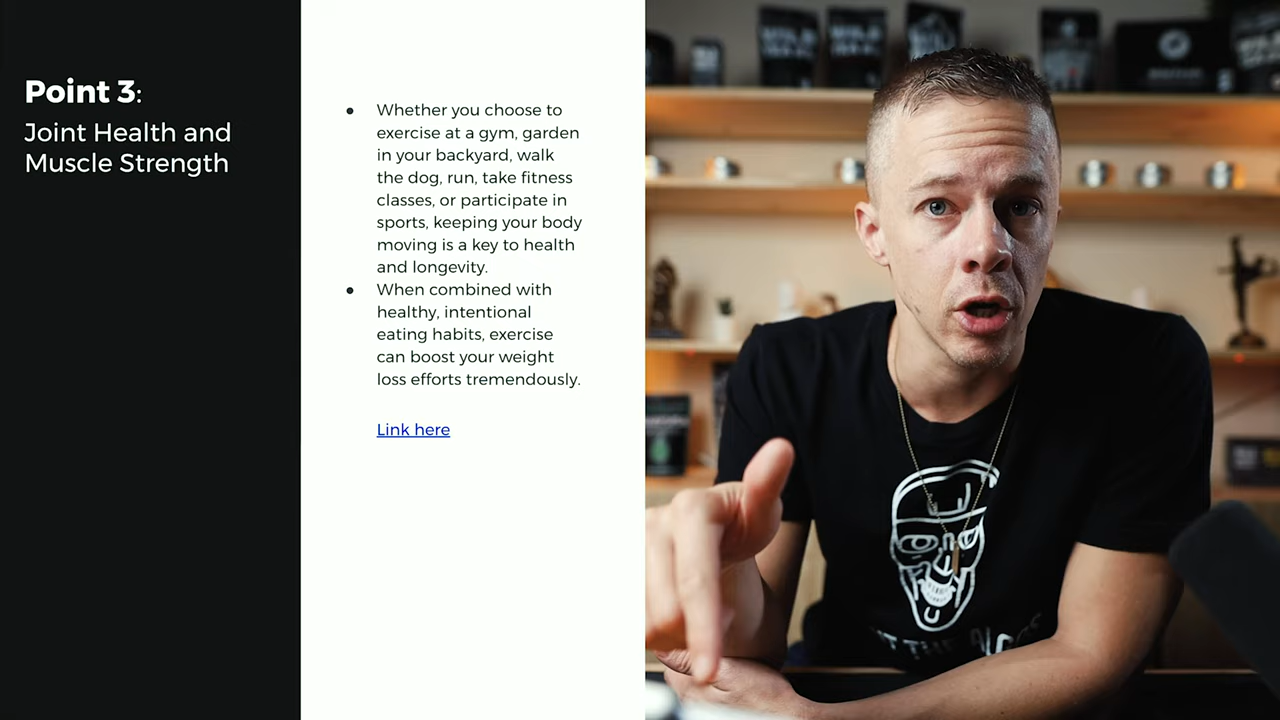 Point 3:
Joint Health and
Muscle Strength
● Whether you choose to
exercise at a gym, garden
in your backyard, walk
the dog, run, take fitness
classes, or participate in
sports, keeping your body
moving is a key to health
and longevity.
● When combined with
healthy, intentional
eating habits, exercise
can boost your weight
loss efforts tremendously.
Link here